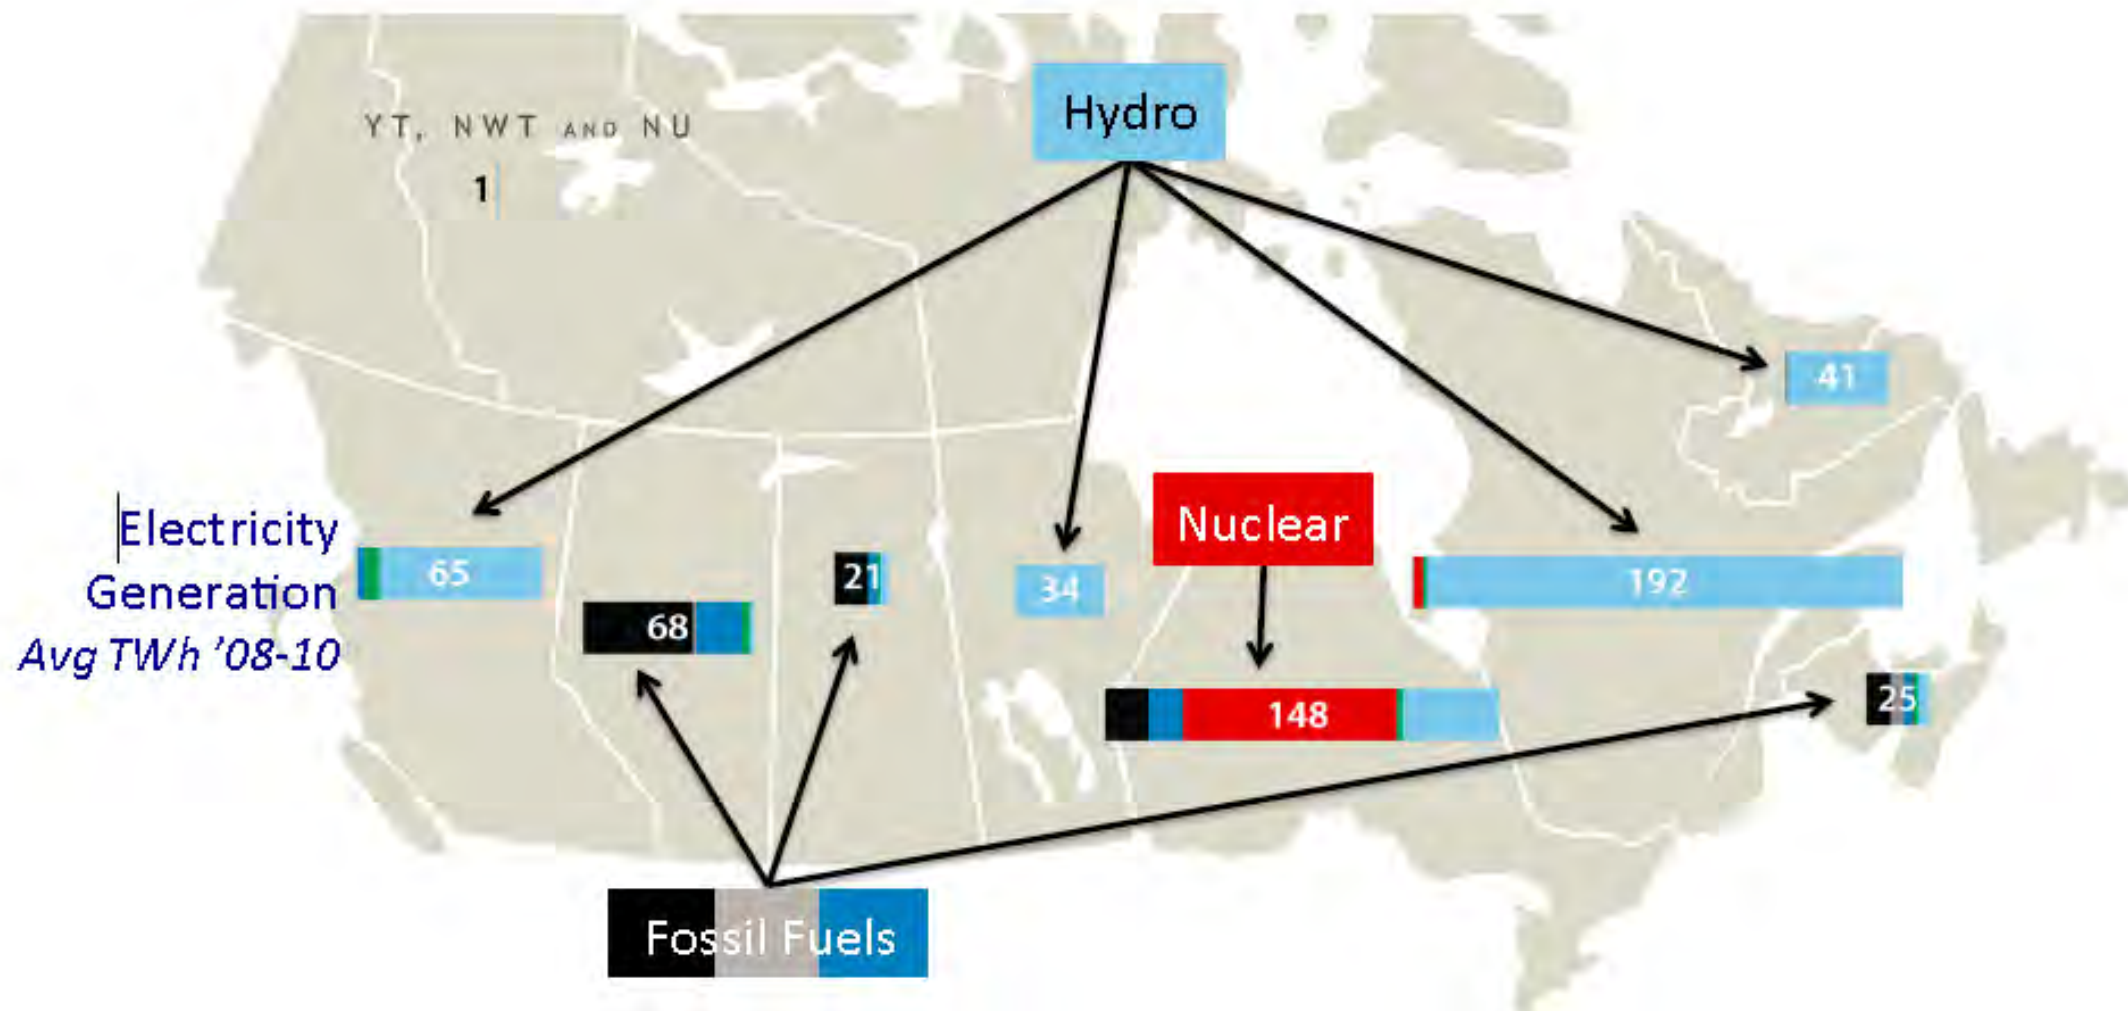 Hydro
YT, NWT AND NU
1
41
Electricity
Generation
Avg TWh '08-10
Nuclear
65
21
34
192
68
148
25
Fossil Fuels